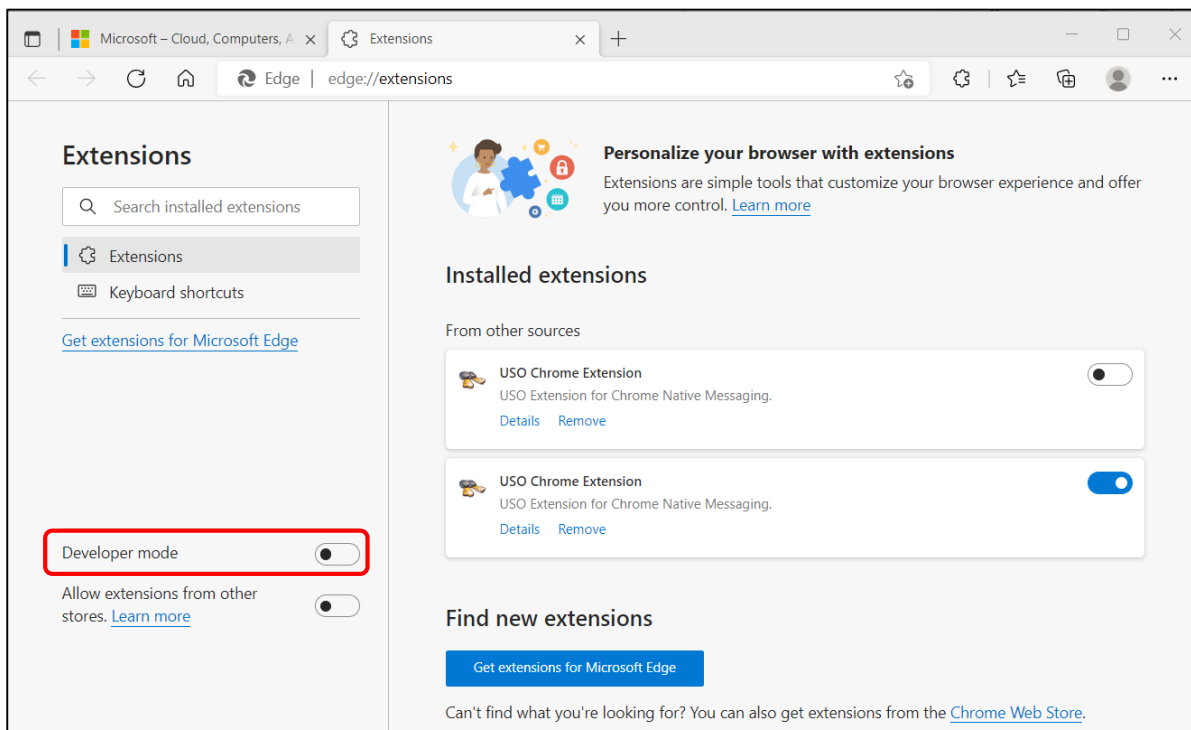 Microsoft – Cloud, Computers, A
Extensions
Edge
edge://extensions
Extensions
Search installed extensions
Extensions
Keyboard shortcuts
Get extensions for Microsoft Edge
Developer mode
Allow extensions from other
stores. Learn more
Personalize your browser with extensions
Extensions are simple tools that customize your browser experience and offer
you more control. Learn more
Installed extensions
From other sources
USO Chrome Extension
USO Extension for Chrome Native Messaging.
Details Remove
USO Chrome Extension
USO Extension for Chrome Native Messaging.
Details Remove
Find new extensions
Get extensions for Microsoft Edge
Can't find what you're looking for? You can also get extensions from the Chrome Web Store.